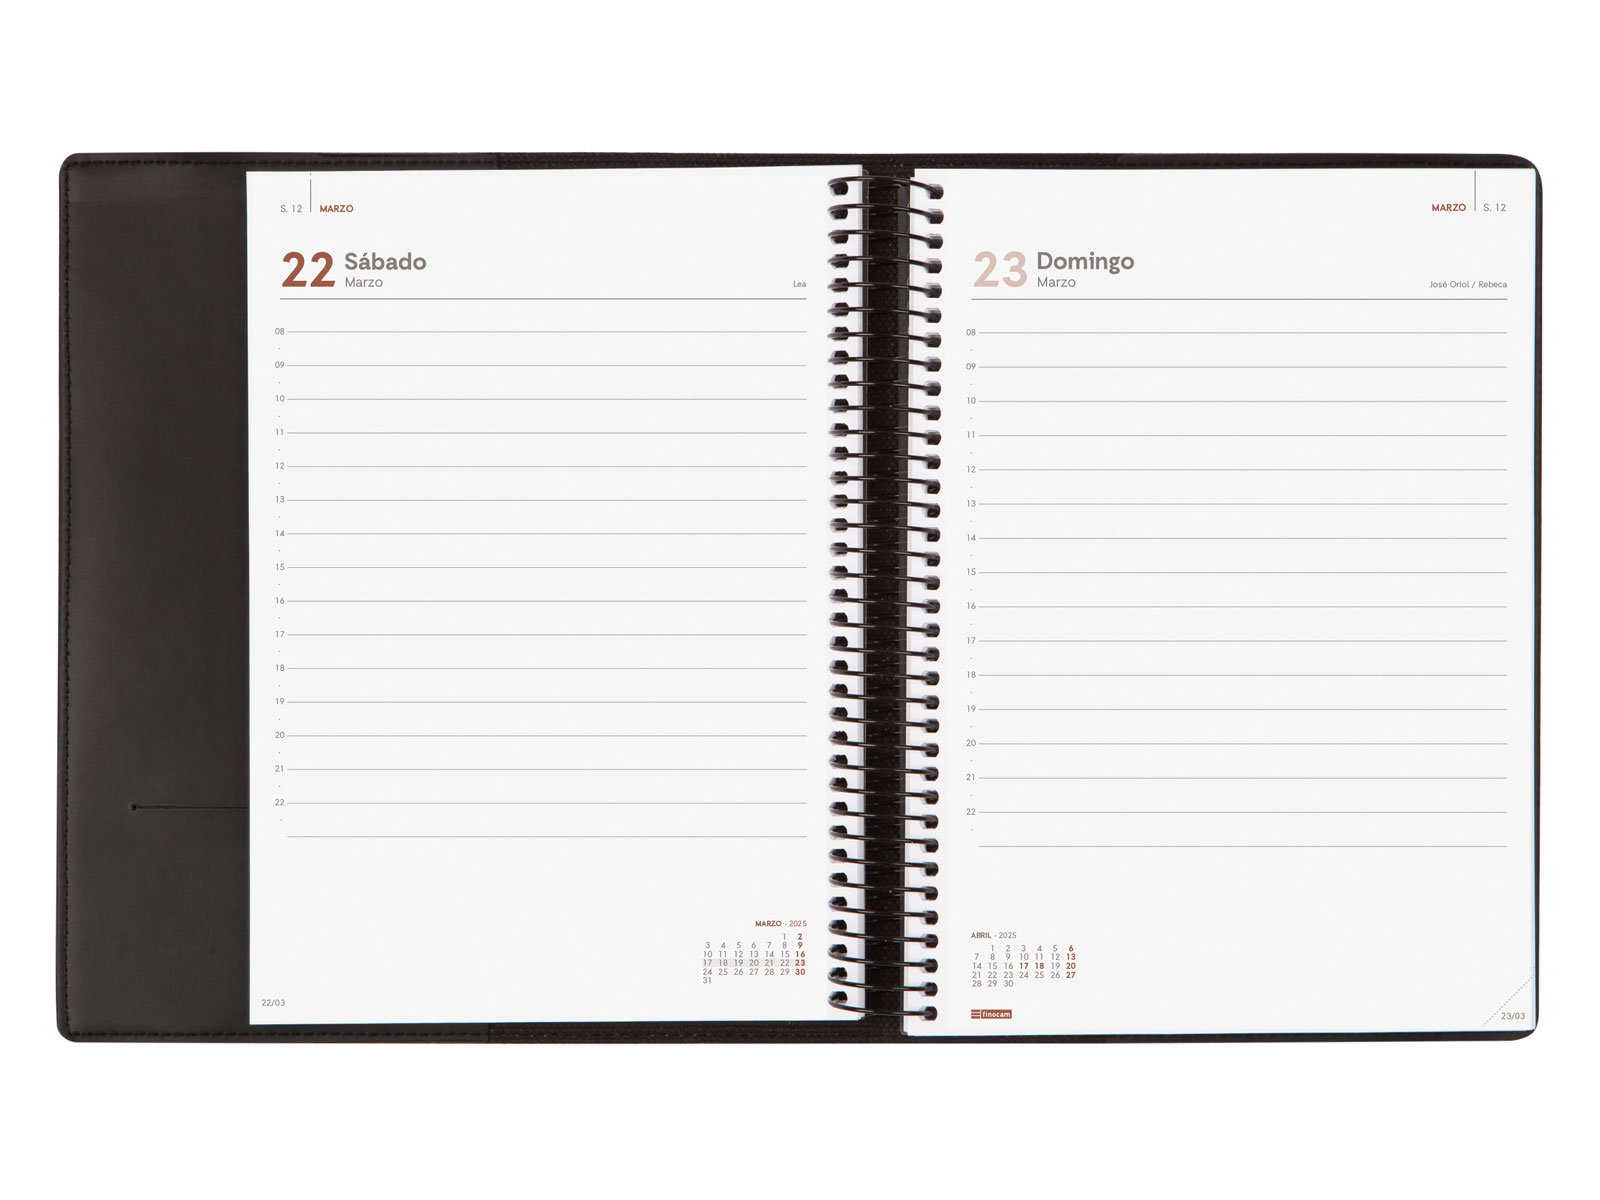 S. 12 MARZO
22 Sábado
Marzo
Lea
08
09
10
11
12
13
14
15
16
17
18
19
20
21
22
MARZO - 2025
1 2
3 4 5 6 7 8 9
10 11 12 13 14 15 16
17 18 19 20 21 22 23
24 25 26 27 28 29 30
31
22/03
MARZO S. 12
23 Domingo
Marzo
José Oriol / Rebeca
08
09
10
11
12
13
14
15
16
17
18
19
20
21
22
ABRIL - 2025
1 2 3 4 5 6
7 8 9 10 11 12 13
14 15 16 17 18 19 20
21 22 23 24 25 26 27
28 29 30
finocam
23/03